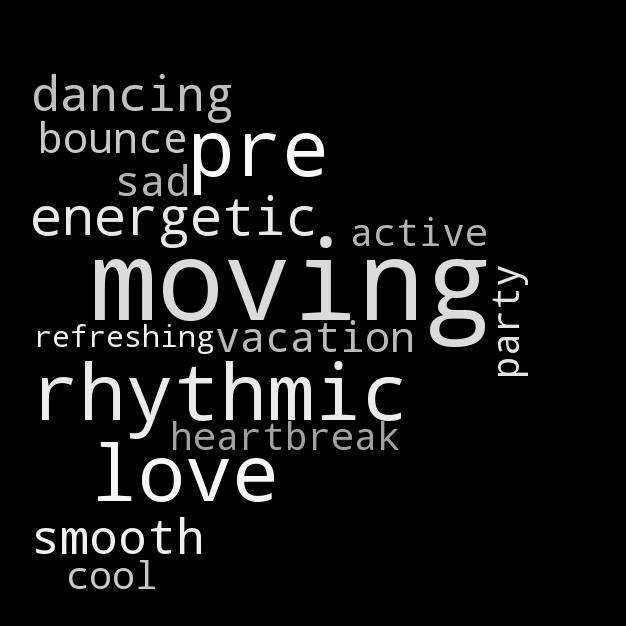 dancing
bounce
pre
sad
energetic
active
moving
party
refreshing
vacation
rhythmic
heartbreak
love
smooth
cool